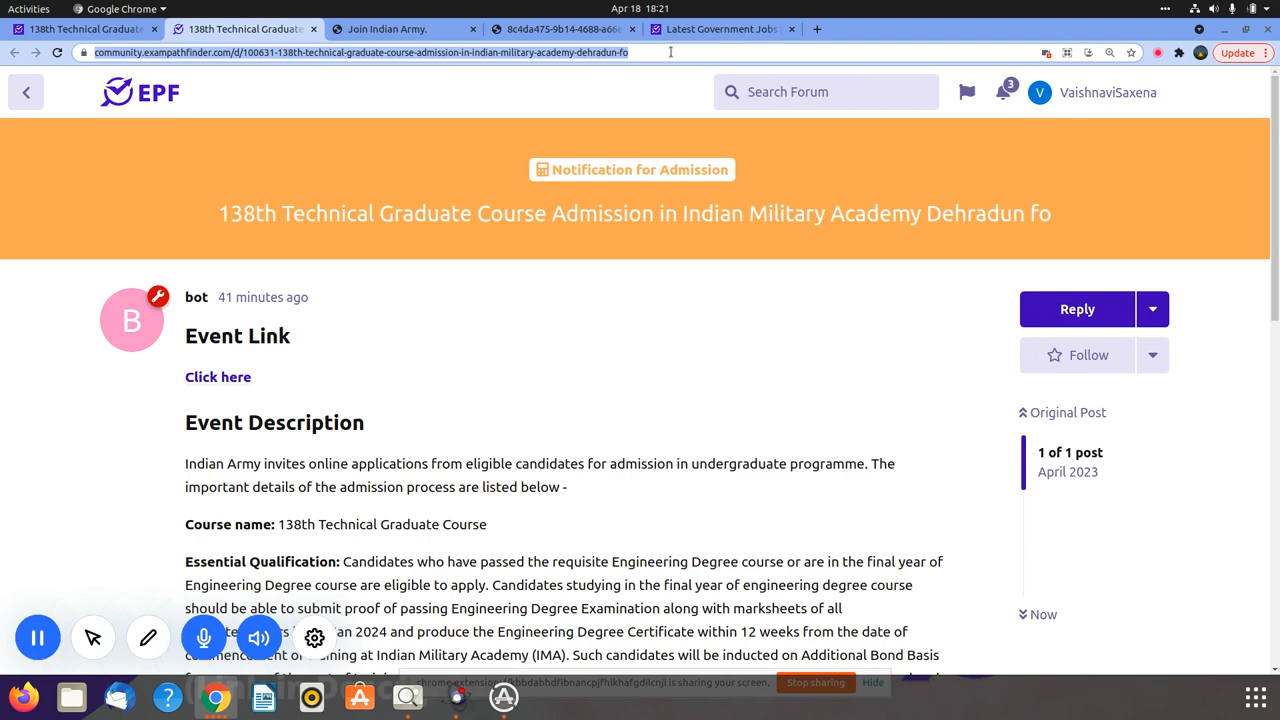 Activities
Google Chrome
Apr 18 18:21
138th Technical Graduate
138th Technical Graduate
Join Indian Army.
8c4da475-9b14-4688-a66e
Latest Government Jobs
community.exampathfinder.com/d/100631-138th-technical-graduate-course-admission-in-indian-military-academy-dehradun-fo
Update
EPF
Search Forum
3
V
VaishnaviSaxena
Notification for Admission
138th Technical Graduate Course Admission in Indian Military Academy Dehradun fo
B
bot 41 minutes ago
Reply
Event Link
Follow
Click here
Original Post
Event Description
1 of 1 post
April 2023
Indian Army invites online applications from eligible candidates for admission in undergraduate programme. The
important details of the admission process are listed below -
Course name: 138th Technical Graduate Course
Essential Qualification: Candidates who have passed the requisite Engineering Degree course or are in the final year of
Engineering Degree course are eligible to apply. Candidates studying in the final year of engineering degree course
should be able to submit proof of passing Engineering Degree Examination along with marksheets of all
Now
2024 and produce the Engineering Degree Certificate within 12 weeks from the date of
at Indian Military Academy (IMA). Such candidates will be inducted on Additional Bond Basis
chrome-extension://kbbdabhdfibnancpjfhlkhafgdilcnji is sharing your screen.
Stop sharing
Hide